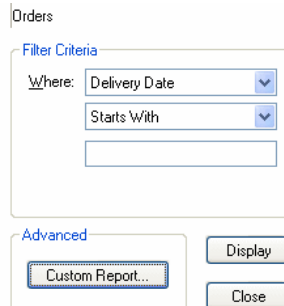 Orders
Filter Criteria
Where: Delivery Date
Starts With
Advanced
Custom Report...
Display
Close